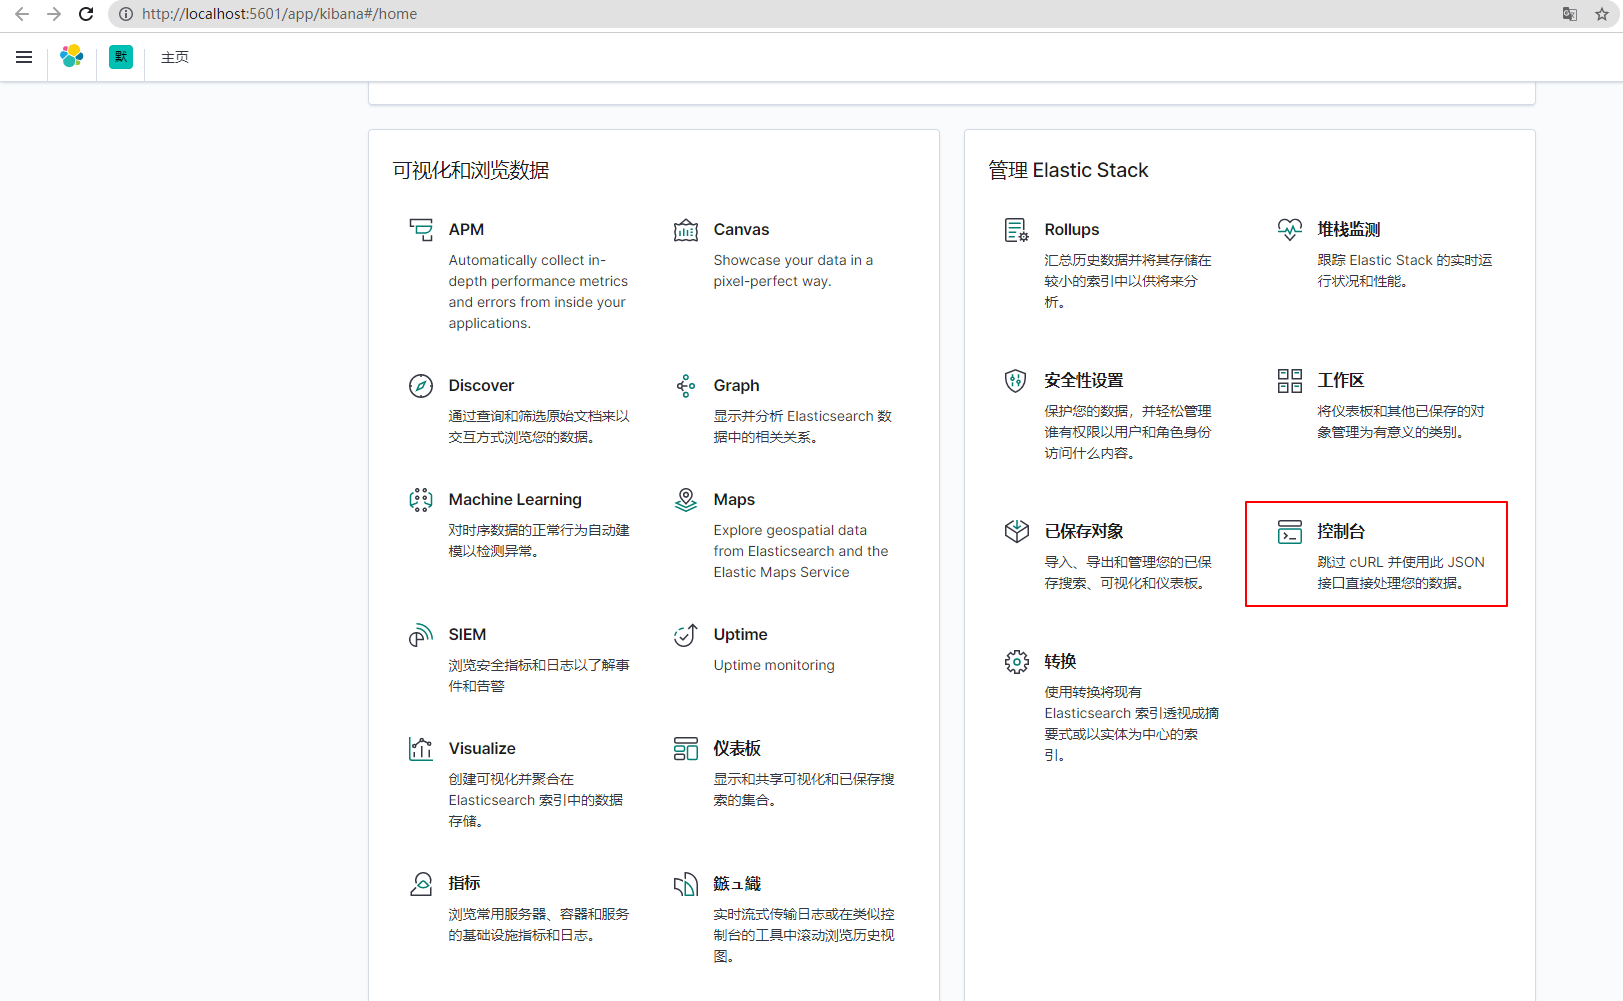 http://localhost:5601/app/kibana#/home
默
主页
可视化和浏览数据
APM
Automatically collect in-
depth performance metrics
and errors from inside your
applications.
Canvas
Showcase your data in a
pixel-perfect way.
Discover
通过查询和筛选原始文档来以
交互方式浏览您的数据。
Graph
显示并分析 Elasticsearch 数
据中的相关关系。
Machine Learning
对时序数据的正常行为自动建
模以检测异常。
Maps
Explore geospatial data
from Elasticsearch and the
Elastic Maps Service
SIEM
浏览安全指标和日志以了解事
件和告警
Uptime
Uptime monitoring
Visualize
创建可视化并聚合在
Elasticsearch 索引中的数据
存储。
仪表板
显示和共享可视化和已保存搜
索的集合。
指标
浏览常用服务器、容器和服务
的基础设施指标和日志。
鏃ュ織
实时流式传输日志或在类似控
制台的工具中滚动浏览历史视
图。
管理 Elastic Stack
Rollups
汇总历史数据并将其存储在
较小的索引中以供将来分
析。
堆栈监测
跟踪 Elastic Stack 的实时运
行状况和性能。
安全性设置
保护您的数据，并轻松管理
谁有权限以用户和角色身份
访问什么内容。
工作区
将仪表板和其他已保存的对
象管理为有意义的类别。
已保存对象
导入、导出和管理您的已保
存搜索、可视化和仪表板。
控制台
跳过 cURL 并使用此 JSON
接口直接处理您的数据。
转换
使用转换将现有
Elasticsearch 索引透视成摘
要式或以实体为中心的索
引。